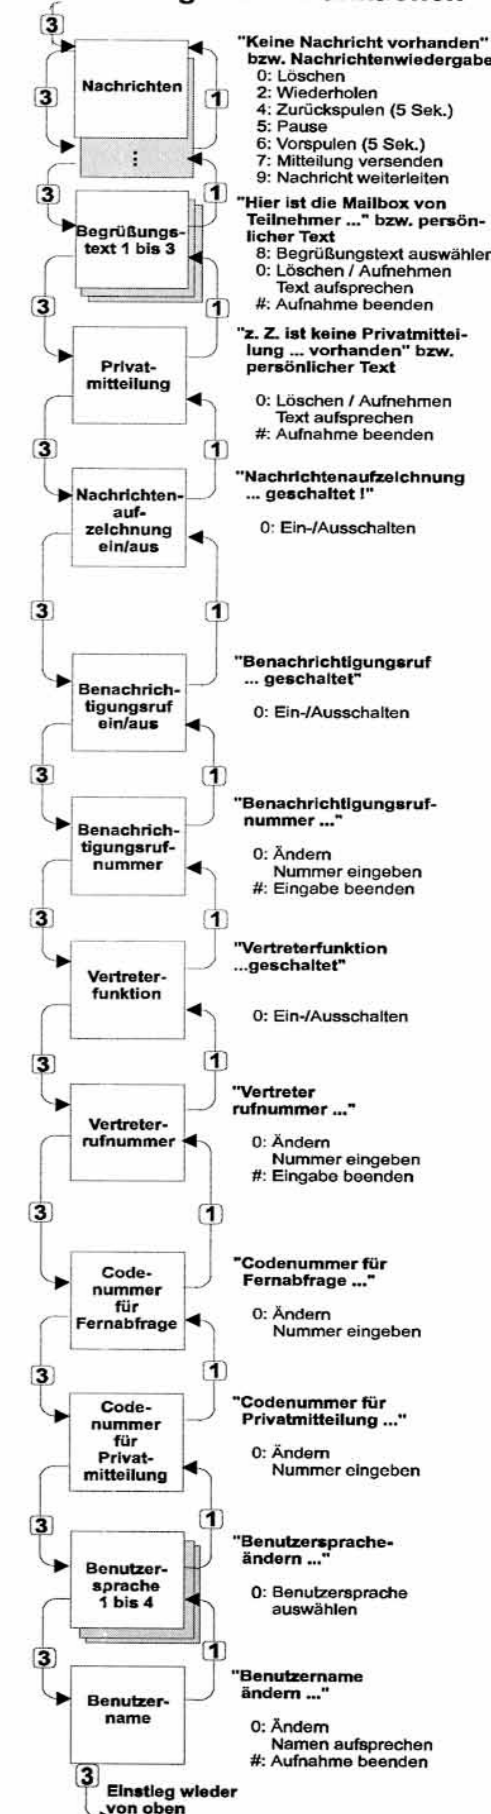 3
"Keine Nachricht vorhanden"
bzw. Nachrichtenwiedergabe
Nachrichten
3
1
0: Löschen
2: Wiederholen
4: Zurückspulen (5 Sek.)
5: Pause
6: Vorspulen (5 Sek.)
7: Mitteilung versenden
9: Nachricht weiterleiten
3
1
Begrüßungs-
text 1 bis 3
"Hier ist die Mailbox von
Teilnehmer ..." bzw. persön-
licher Text
8: Begrüßungstext auswählen
0: Löschen / Aufnehmen
Text aufsprechen
#: Aufnahme beenden
3
1
Privat-
mitteilung
"z. Z. ist keine Privatmittei-
lung ... vorhanden" bzw.
persönlicher Text
0: Löschen / Aufnehmen
Text aufsprechen
#: Aufnahme beenden
3
1
Nachrichten-
auf-
zeichnung
ein/aus
"Nachrichtenaufzeichnung
... geschaltet !"
0: Ein-/Ausschalten
3
1
Benachrich-
tigungsruf
ein/aus
"Benachrichtigungsruf
... geschaltet"
0: Ein-/Ausschalten
3
1
Benachrich-
tigungsruf-
nummer
"Benachrichtigungsruf-
nummer ..."
0: Ändern
Nummer eingeben
#: Eingabe beenden
3
1
Vertreter-
funktion
"Vertreterfunktion
...geschaltet"
0: Ein-/Ausschalten
3
1
Vertreter-
rufnummer
"Vertreter
rufnummer ..."
0: Ändern
Nummer eingeben
#: Eingabe beenden
3
1
Code-
nummer
für
Fernabfrage
"Codenummer für
Fernabfrage ..."
0: Ändern
Nummer eingeben
3
1
Code-
nummer
für
Privat-
mitteilung
"Codenummer für
Privatmitteilung ..."
0: Ändern
Nummer eingeben
3
1
Benutzer-
sprache
1 bis 4
"Benutzersprache-
ändern ..."
0: Benutzersprache
auswählen
3
1
Benutzer-
name
"Benutzername
ändern ..."
0: Ändern
Namen aufsprechen
#: Aufnahme beenden
3
Einstieg wieder
von oben